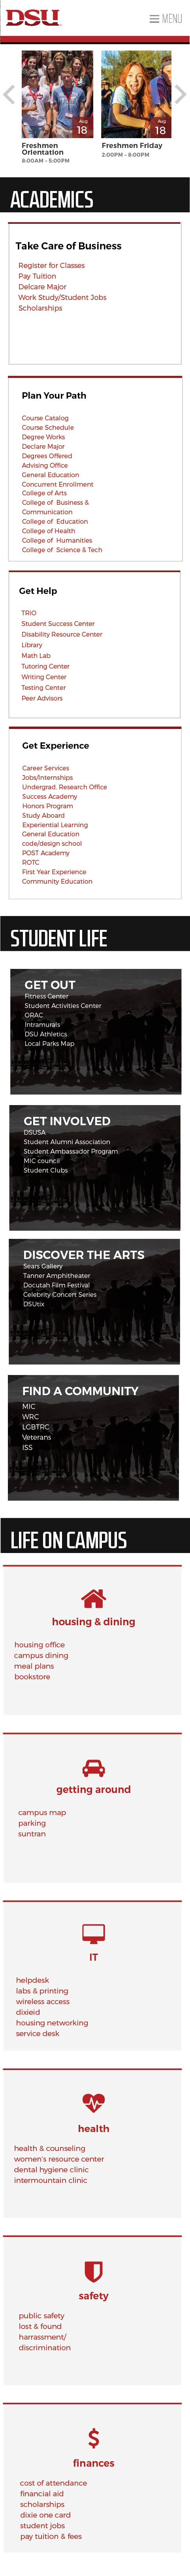 DSU
MENU
Aug
18
Aug
18
Freshmen
Orientation
8:00AM - 5:00PM
Freshmen Friday
2:00PM - 8:00PM
ACADEMICS
Take Care of Business
Register for Classes
Pay Tuition
Delcare Major
Work Study/Student Jobs
Scholarships
Plan Your Path
Course Catalog
Course Schedule
Degree Works
Declare Major
Degrees Offered
Advising Office
General Education
Concurrent Enrollment
College of Arts
College of Business &
Communication
College of Education
College of Health
College of Humanities
College of Science & Tech
Get Help
TRiO
Student Success Center
Disability Resource Center
Library
Math Lab
Tutoring Center
Writing Center
Testing Center
Peer Advisors
Get Experience
Career Services
Jobs/Internships
Undergrad. Research Office
Success Academy
Honors Program
Study Aboard
Experiential Learning
General Education
code/design school
POST Academy
ROTC
First Year Experience
Community Education
STUDENT LIFE
GET OUT
Fitness Center
Student Activities Center
ORAC
Intramurals
DSU Athletics
Local Parks Map
GET INVOLVED
DSUSA
Student Alumni Association
Student Ambassador Program
MIC council
Student Clubs
DISCOVER THE ARTS
Sears Gallery
Tanner Amphitheater
Docutah Film Festival
Celebrity Concert Series
DSUtix
FIND A COMMUNITY
MIC
WRC
LGBTRC
Veterans
ISS
LIFE ON CAMPUS
housing & dining
housing office
campus dining
meal plans
bookstore
getting around
campus map
parking
suntran
IT
helpdesk
labs & printing
wireless access
dixieid
housing networking
service desk
health
health & counseling
women's resource center
dental hygiene clinic
intermountain clinic
safety
public safety
lost & found
harrassment/
discrimination
finances
cost of attendance
financial aid
scholarships
dixie one card
student jobs
pay tuition & fees